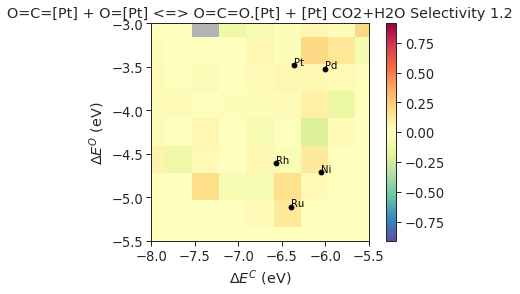 O=C=[Pt] + O=[Pt] <=> O=C=O.[Pt] + [Pt] CO2+H2O Selectivity 1.2
−3.0
−3.5
−4.0
−4.5
−5.0
−5.5
ΔE^O (eV)
Pt
Pd
Rh
Ni
Ru
−8.0 −7.5 −7.0 −6.5 −6.0 −5.5
ΔE^C (eV)
0.75
0.50
0.25
0.00
−0.25
−0.50
−0.75